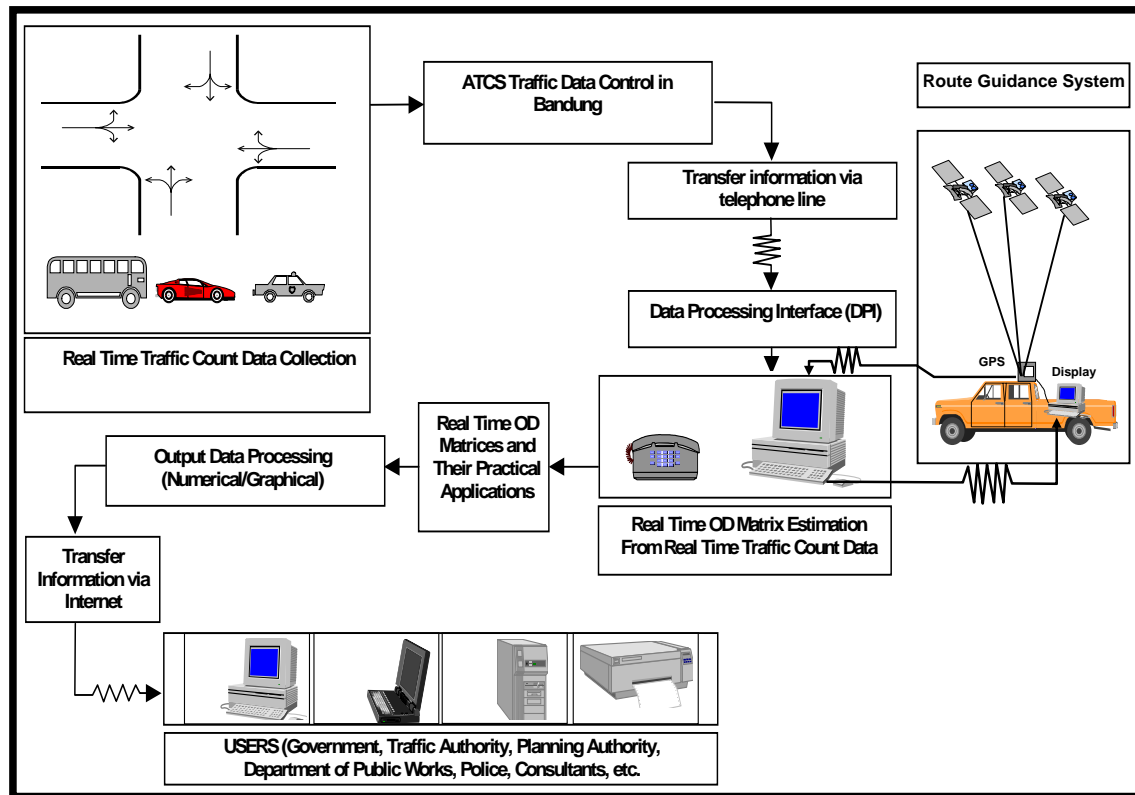 ATCS Traffic Data Control in
Bandung
Route Guidance System
Transfer information via
telephone line
Data Processing Interface (DPI)
Real Time Traffic Count Data Collection
GPS
Display
Real Time OD
Matrices and
Their Practical
Applications
Output Data Processing
(Numerical/Graphical)
Real Time OD Matrix Estimation
From Real Time Traffic Count Data
Transfer
Information via
Internet
USERS (Government, Traffic Authority, Planning Authority,
Department of Public Works, Police, Consultants, etc.